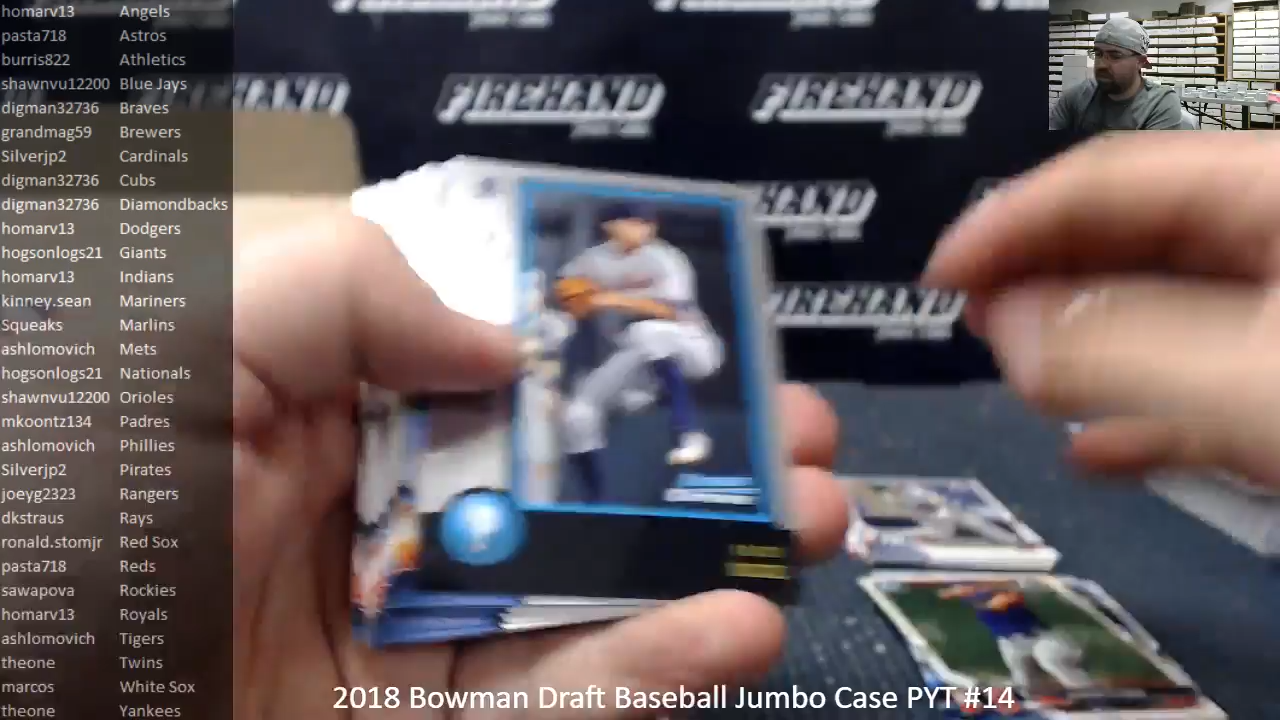 homarv13 Angels
pasta718 Astros
burris822 Athletics
shawnvu12200 Blue Jays
digman32736 Braves
grandmag59 Brewers
Silverjp2 Cardinals
digman32736 Cubs
digman32736 Diamondbacks
homarv13 Dodgers
hogsonlogs21 Giants
homarv13 Indians
kinney.sean Mariners
Squeaks Marlins
ashlomovich Mets
hogsonlogs21 Nationals
shawnvu12200 Orioles
mkoontz134 Padres
ashlomovich Phillies
Silverjp2 Pirates
joeyg2323 Rangers
dkstraus Rays
ronald.stomjr Red Sox
pasta718 Reds
sawapova Rockies
homarv13 Royals
ashlomovich Tigers
theone Twins
marcos White Sox
theone Yankees
FIREHAND
FIREHAND
2018 Bowman Draft Baseball Jumbo Case PYT #14